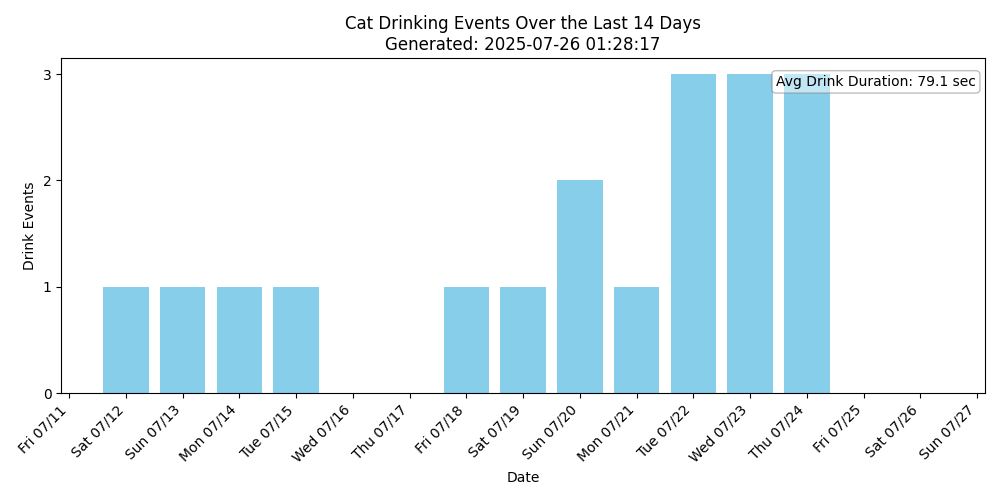 Cat Drinking Events Over the Last 14 Days
Generated: 2025-07-26 01:28:17
Avg Drink Duration: 79.1 sec
Drink Events
3
2
1
0
Fri 07/11
Sat 07/12
Sun 07/13
Mon 07/14
Tue 07/15
Wed 07/16
Thu 07/17
Fri 07/18
Sat 07/19
Sun 07/20
Mon 07/21
Tue 07/22
Wed 07/23
Thu 07/24
Fri 07/25
Sat 07/26
Sun 07/27
Date